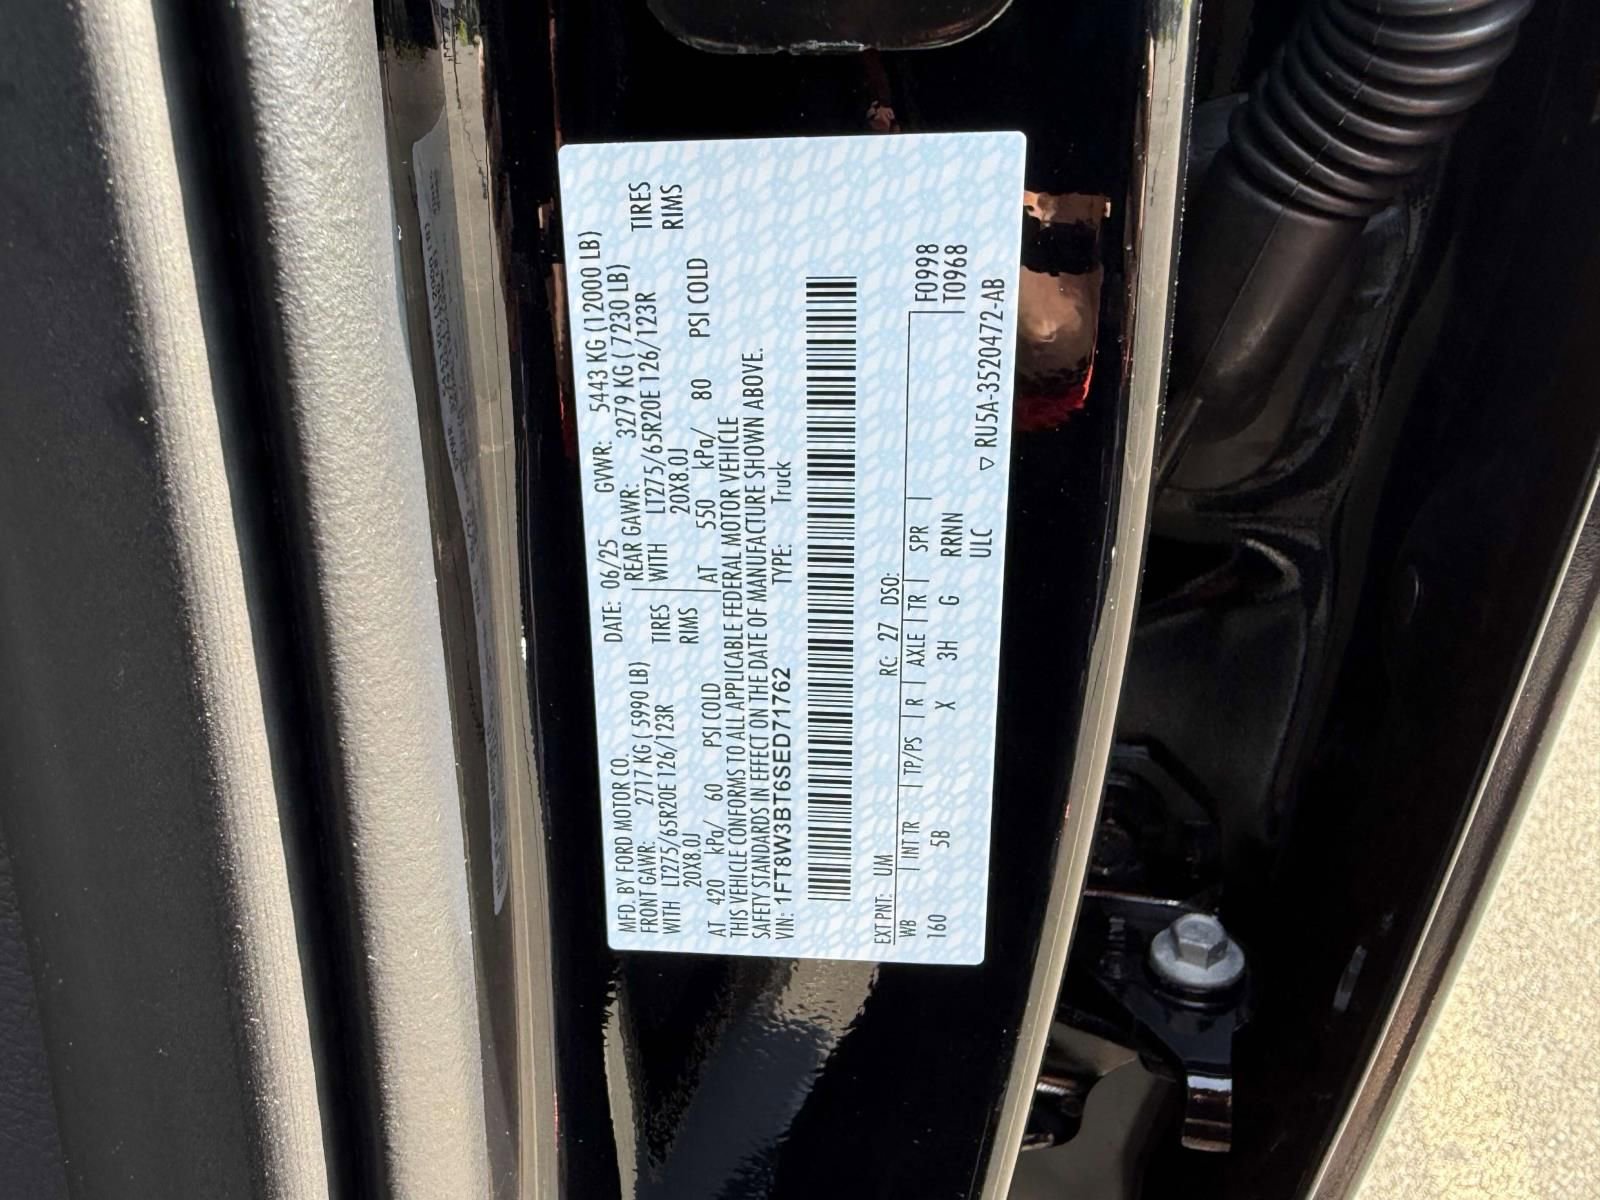 MFD. BY FORD MOTOR CO. DATE: 06/25 GVWR: 5443 KG (12000 LB)
FRONT GAWR: 2717 KG (5990 LB) REAR GAWR: 3279 KG (7230 LB)
WITH LT275/65R20E 126/123R TIRES WITH LT275/65R20E 126/123R TIRES
20X8.0J RIMS 20X8.0J RIMS
AT 420 kPa/ 60 PSI COLD AT 550 kPa/ 80 PSI COLD
THIS VEHICLE CONFORMS TO ALL APPLICABLE FEDERAL MOTOR VEHICLE
SAFETY STANDARDS IN EFFECT ON THE DATE OF MANUFACTURE SHOWN ABOVE.
VIN: 1FT8W3BT6SED71762 TYPE: Truck
EXT PNT: UM RC: 27 DSO:
WB INT TR TP/PS R AXLE TR SPR F0998
160 5B X 3H G RRNN T0968
ULC ▽ RU5A-3520472-AB